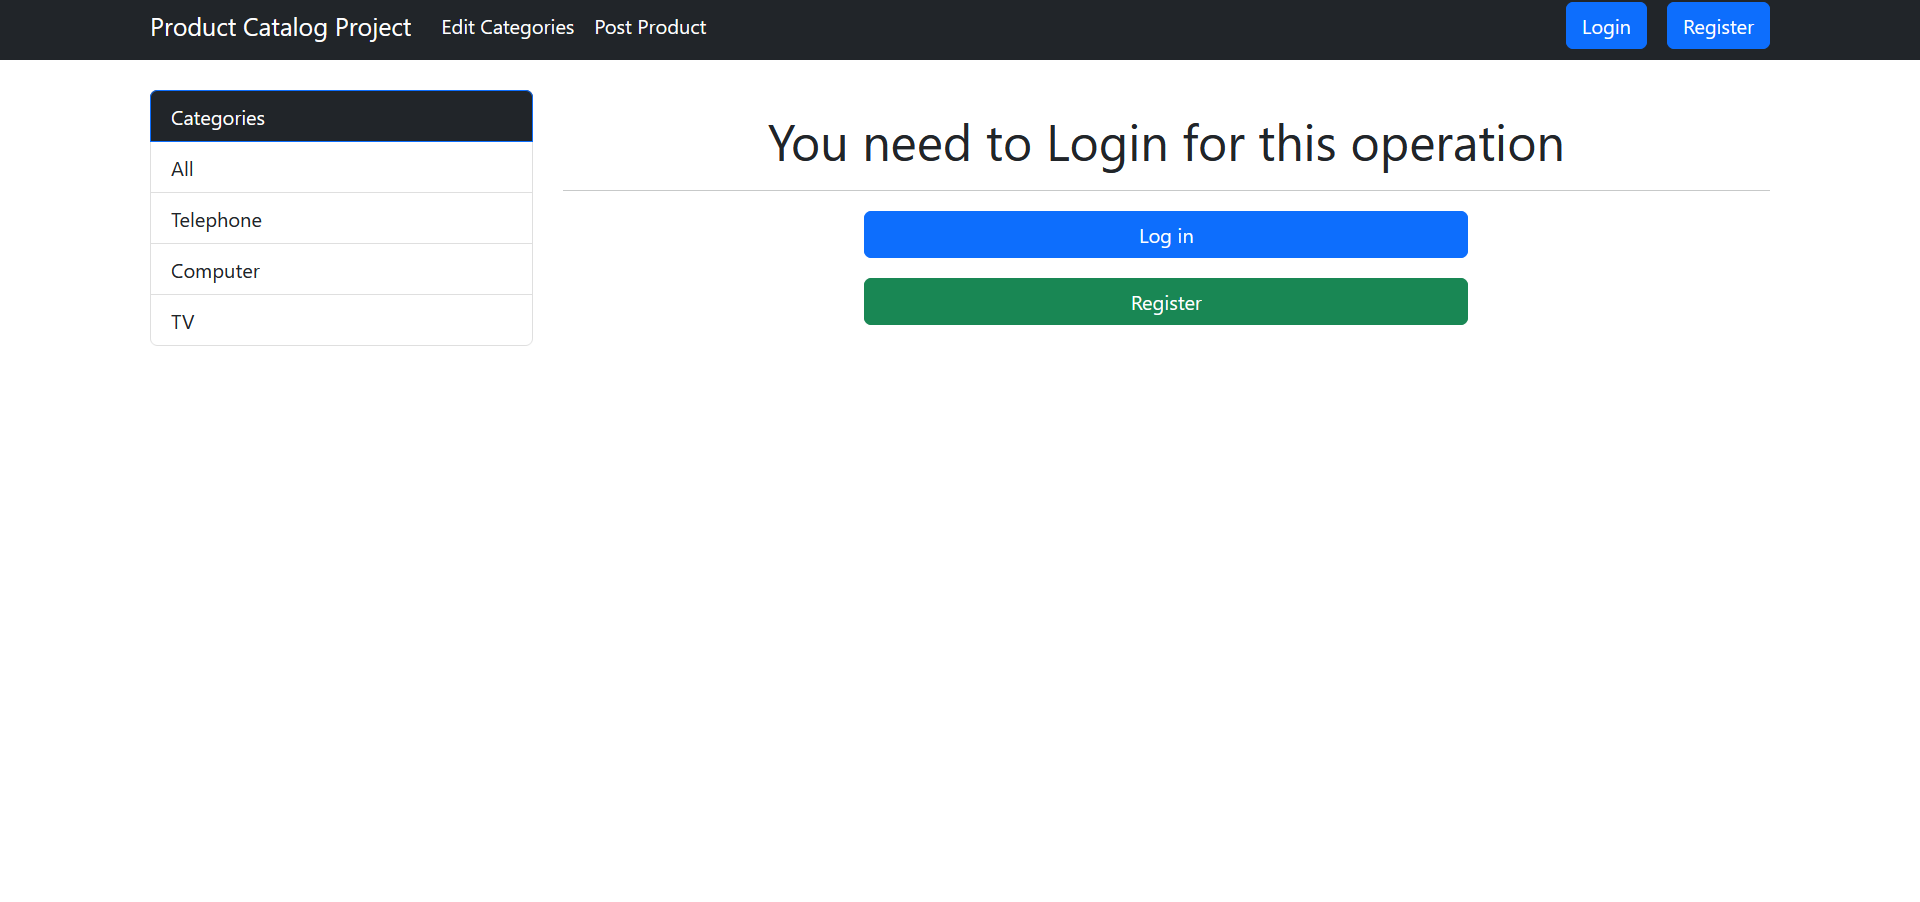 Product Catalog Project Edit Categories Post Product Login Register
Categories
All
Telephone
Computer
TV
You need to Login for this operation
Log in
Register